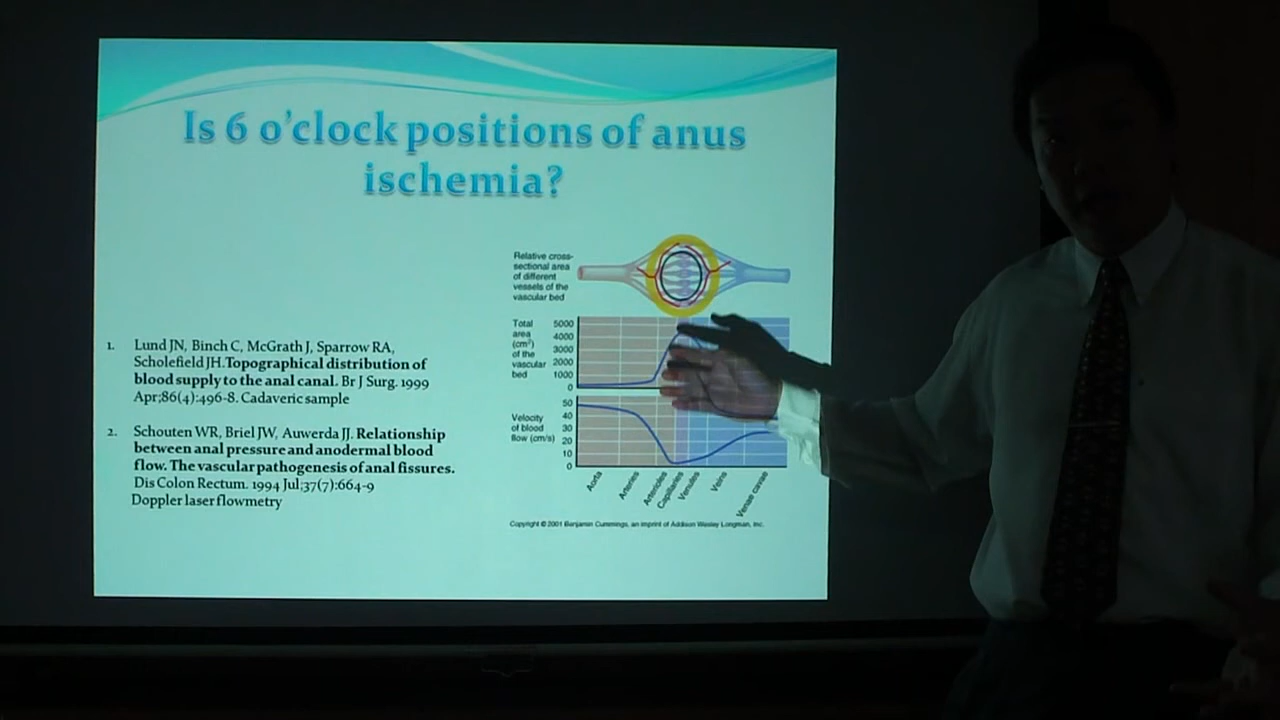 Is 6 o'clock positions of anus
ischemia?
1. Lund JN, Binch C, McGrath J, Sparrow RA,
Scholefield JH.Topographical distribution of
blood supply to the anal canal. Br J Surg. 1999
Apr;86(4):496-8. Cadaveric sample
2. Schouten WR, Briel JW, Auwerda JJ. Relationship
between anal pressure and anodermal blood
flow. The vascular pathogenesis of anal fissures.
Dis Colon Rectum. 1994 Jul;37(7):664-9
Doppler laser flowmetry
Relative cross-
sectional area
of different
vessels of the
vascular bed
Total
area
(cm²)
of the
vascular
bed
5000
4000
3000
2000
1000
0
Velocity
of blood
flow (cm/s)
50
40
30
20
10
0
Aorta
Arteries
Arterioles
Capillaries
Venules
Veins
Venae cavae
Copyright © 2001 Benjamin Cummings, an imprint of Addison Wesley Longman, Inc.